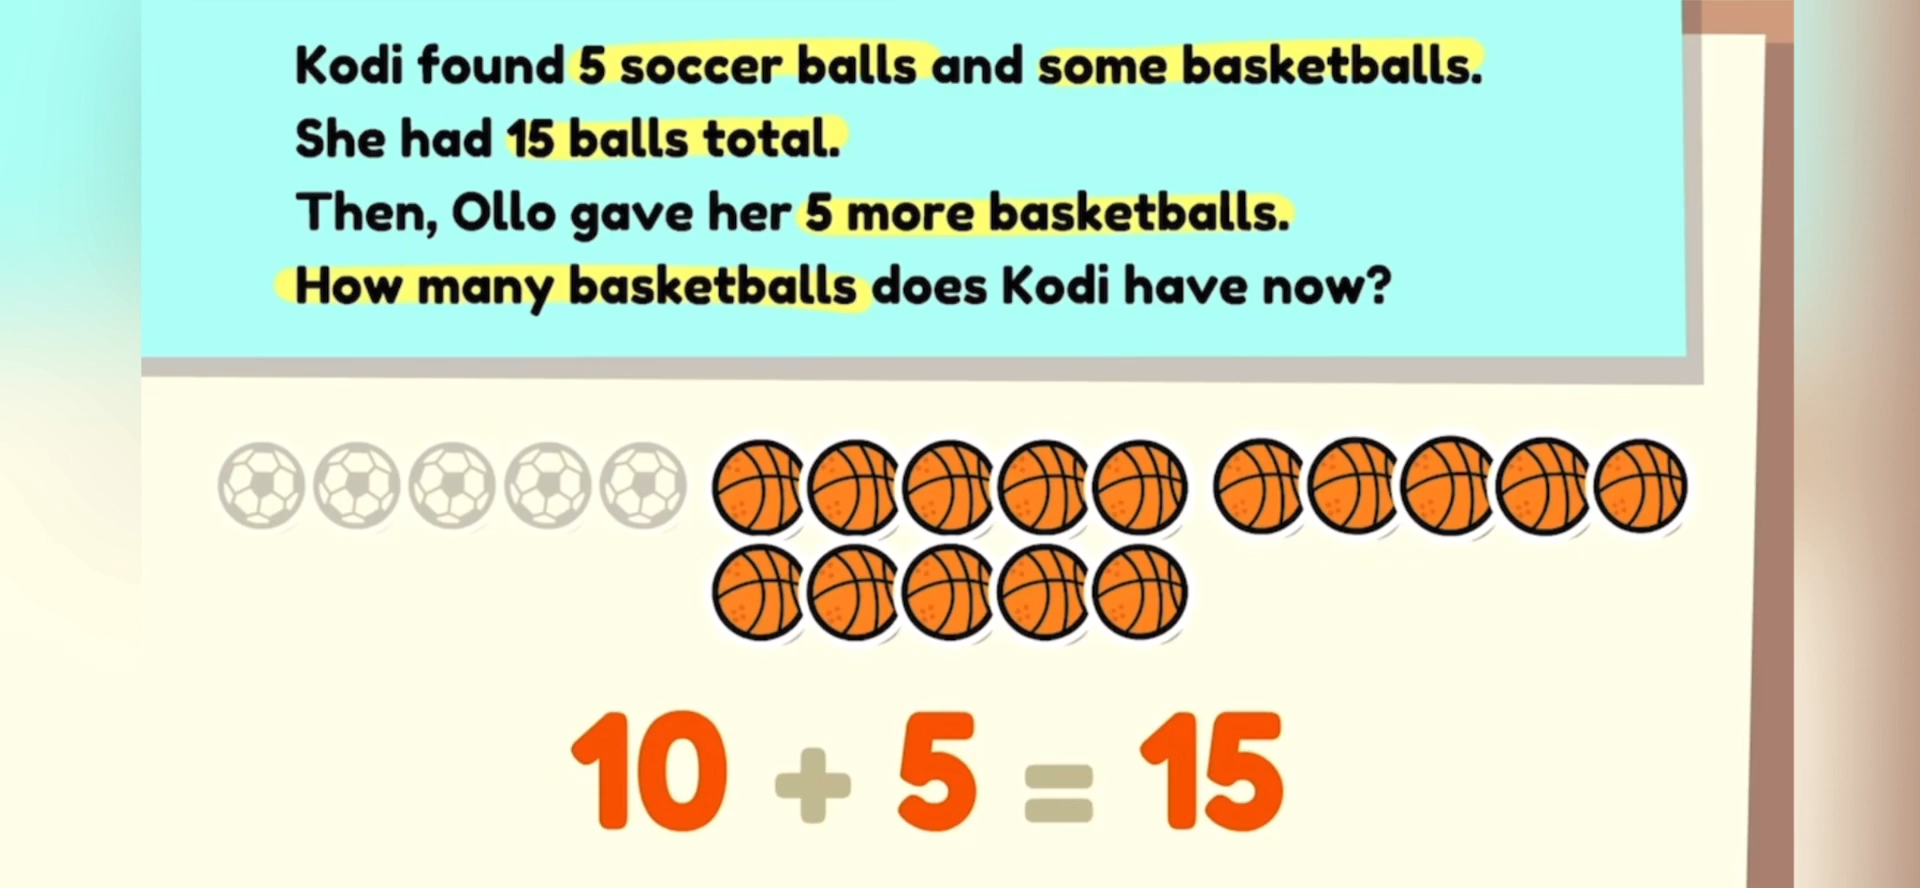 Kodi found 5 soccer balls and some basketballs.
She had 15 balls total.
Then, Ollo gave her 5 more basketballs.
How many basketballs does Kodi have now?
10 + 5 = 15